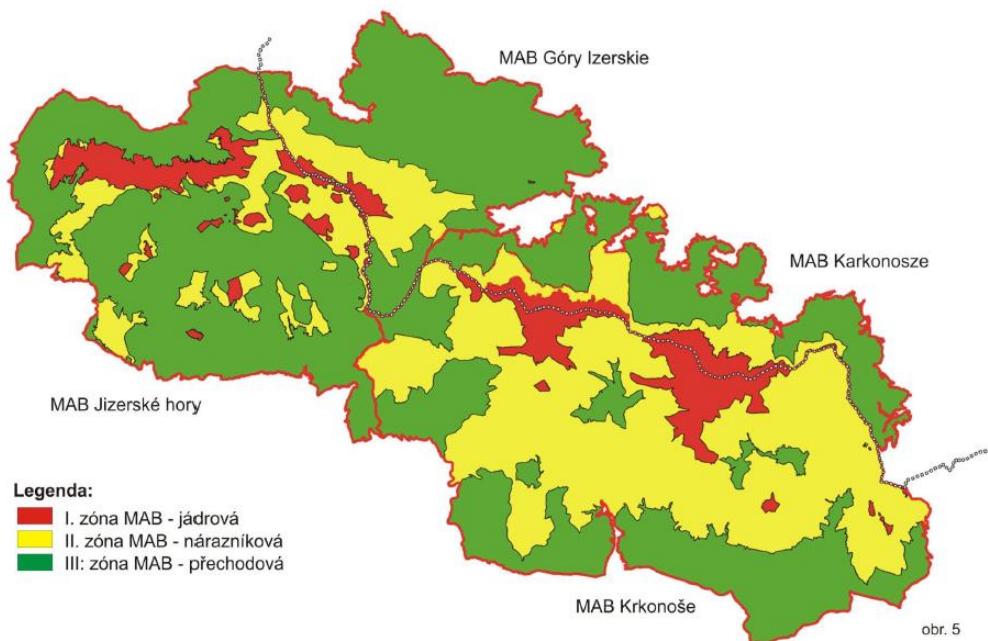 MAB Góry Izerskie
MAB Karkonosze
MAB Jizerské hory
Legenda:
I. zóna MAB - jádrová
II. zóna MAB - nárazníková
III: zóna MAB - přechodová
MAB Krkonoše
obr. 5